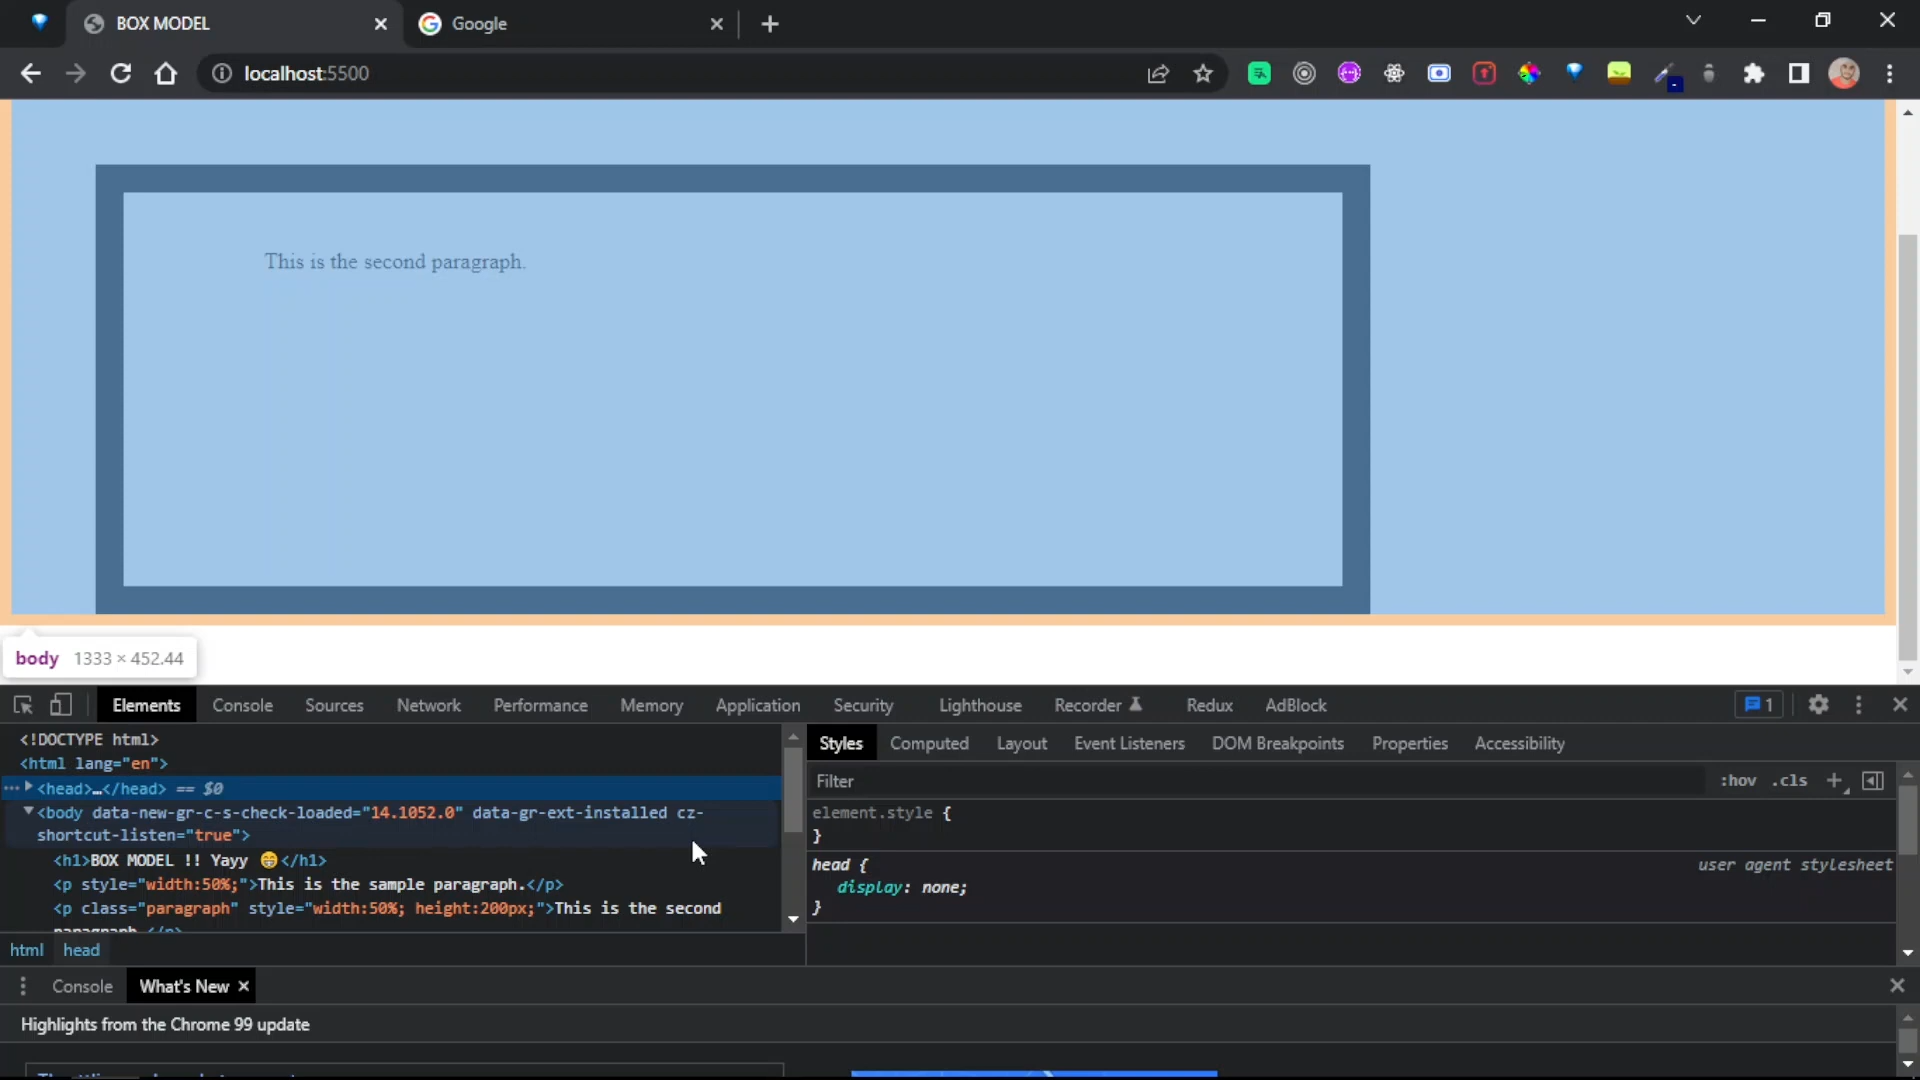 BOX MODEL
Google
localhost:5500
This is the second paragraph.
body 1333 × 452.44
Elements Console Sources Network Performance Memory Application Security Lighthouse Recorder Redux AdBlock 1
<!DOCTYPE html>
<html lang="en">
<head>…</head> == $0
<body data-new-gr-c-s-check-loaded="14.1052.0" data-gr-ext-installed cz-
shortcut-listen="true">
<h1>BOX MODEL !! Yayy 😁</h1>
<p style="width:50%;">This is the sample paragraph.</p>
<p class="paragraph" style="width:50%; height:200px;">This is the second
paragraph.</p>
html head
Styles Computed Layout Event Listeners DOM Breakpoints Properties Accessibility
Filter :hov .cls
element.style {
}
head { user agent stylesheet
display: none;
}
Console What's New
Highlights from the Chrome 99 update